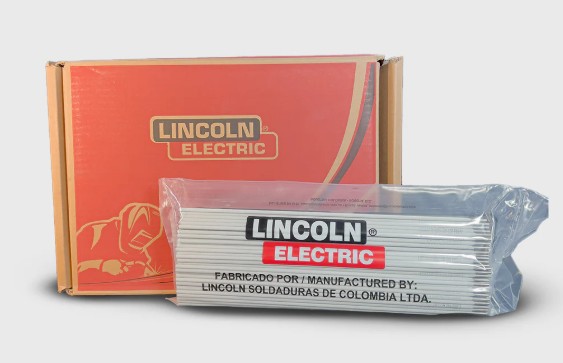 LINCOLN
ELECTRIC
LINCOLN®
ELECTRIC
FABRICADO POR / MANUFACTURED BY:
LINCOLN SOLDADURAS DE COLOMBIA LTDA.